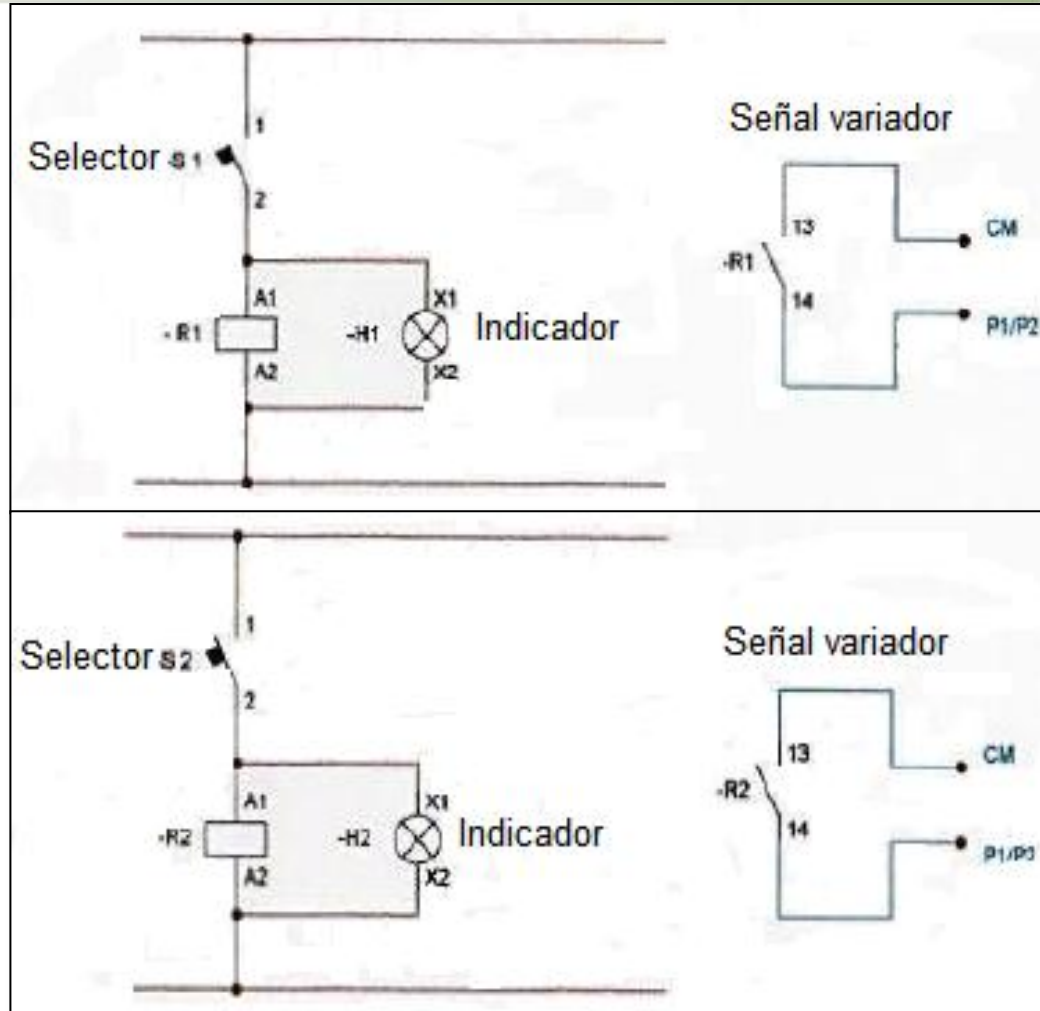 1
Señal variador
Selector -S1
2
13
CM
-R1
14
A1
X1
- R1
-H1
Indicador
P1/P2
A2
X2
1
Selector S2
Señal variador
2
13
CM
-R2
14
A1
X1
-R2
-H2
Indicador
A2
X2